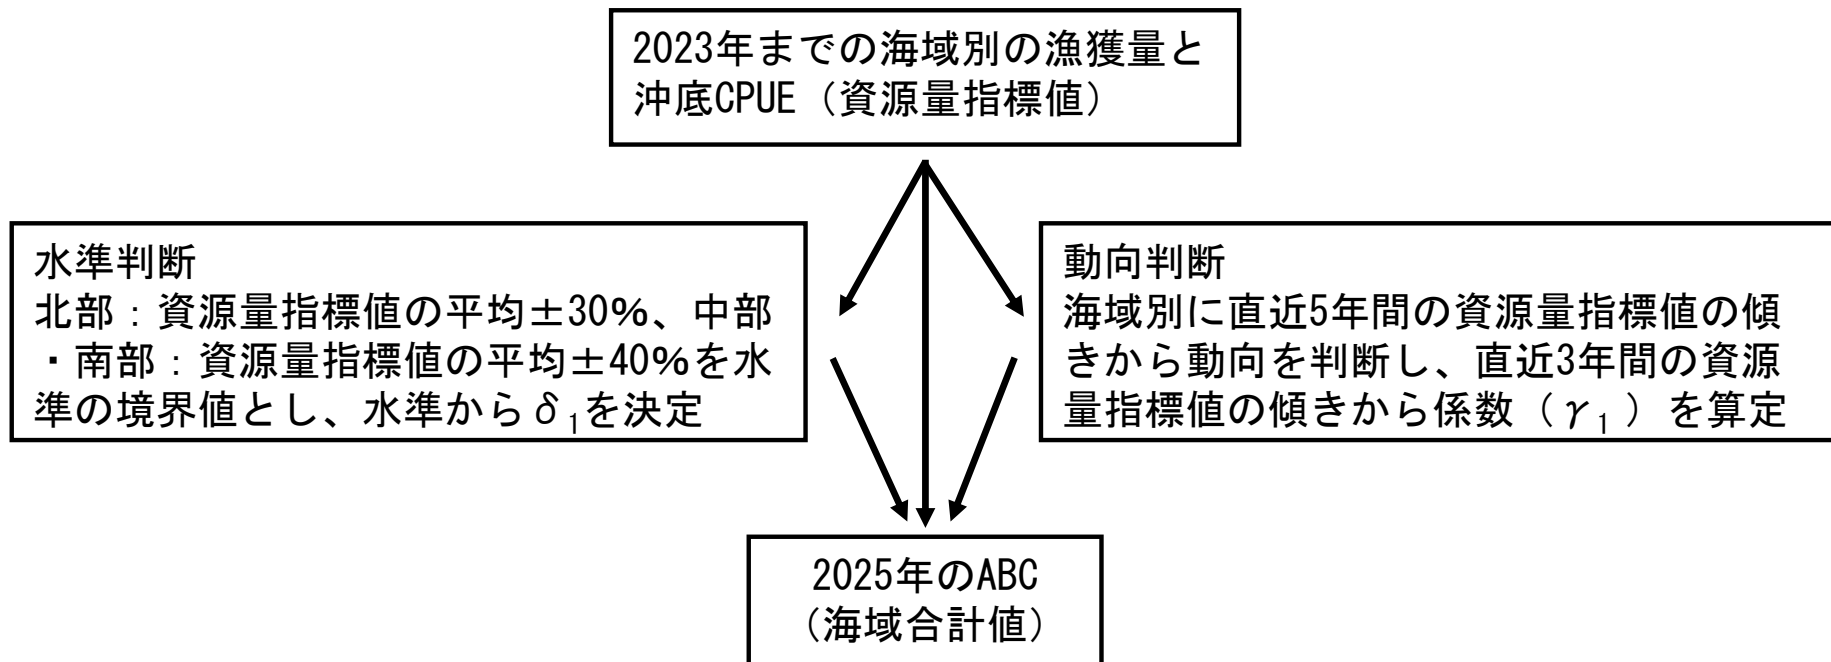 2023年までの海域別の漁獲量と
沖底CPUE（資源量指標値）
水準判断
北部：資源量指標値の平均±30%、中部
・南部：資源量指標値の平均±40%を水
準の境界値とし、水準からδ₁を決定
動向判断
海域別に直近5年間の資源量指標値の傾
きから動向を判断し、直近3年間の資源
量指標値の傾きから係数（γ₁）を算定
2025年のABC
（海域合計値）